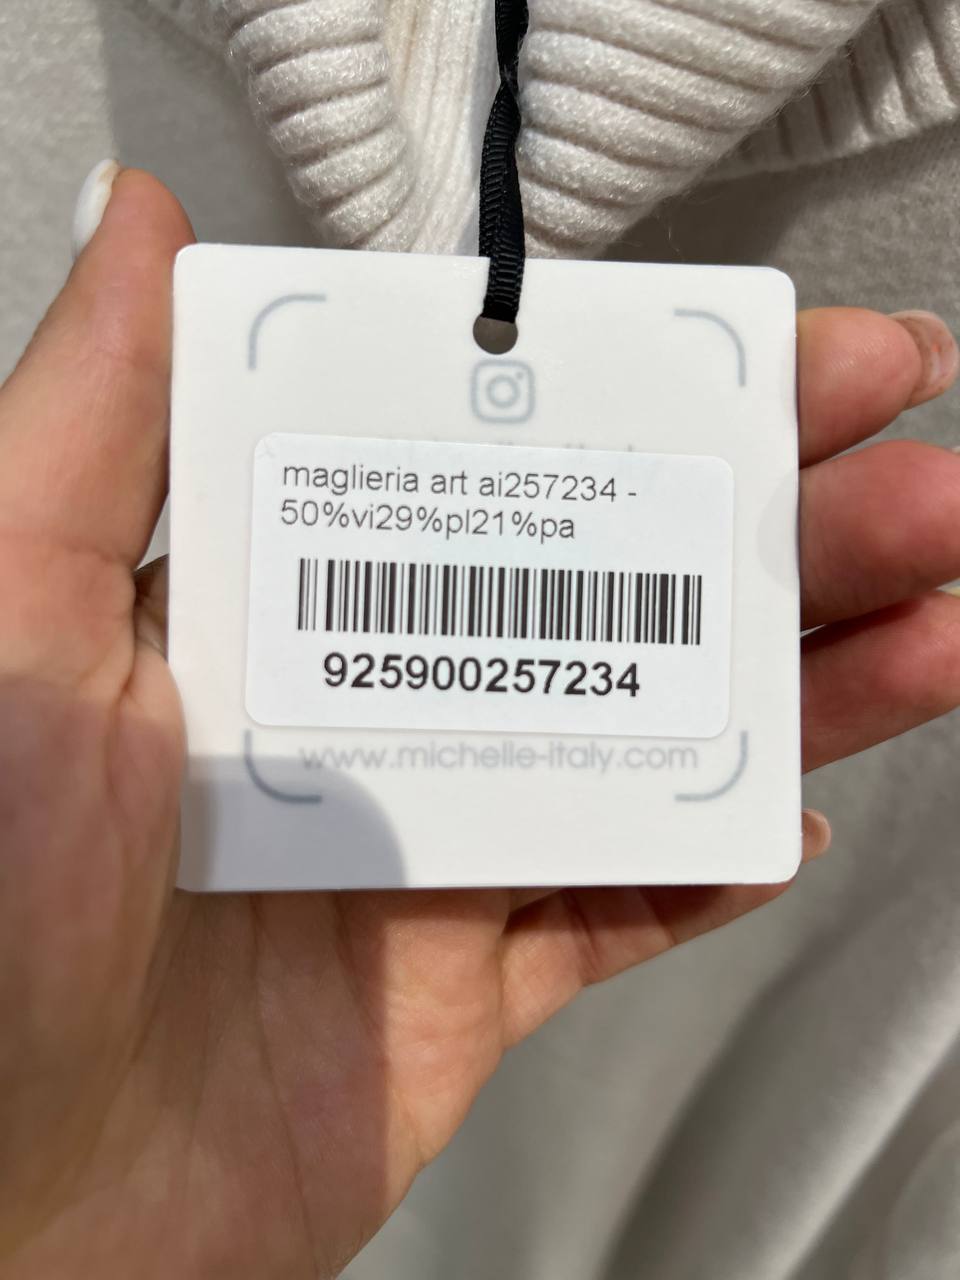 maglieria art ai257234 -
50%vi29%pl21%pa
925900257234
www.michelle-italy.com